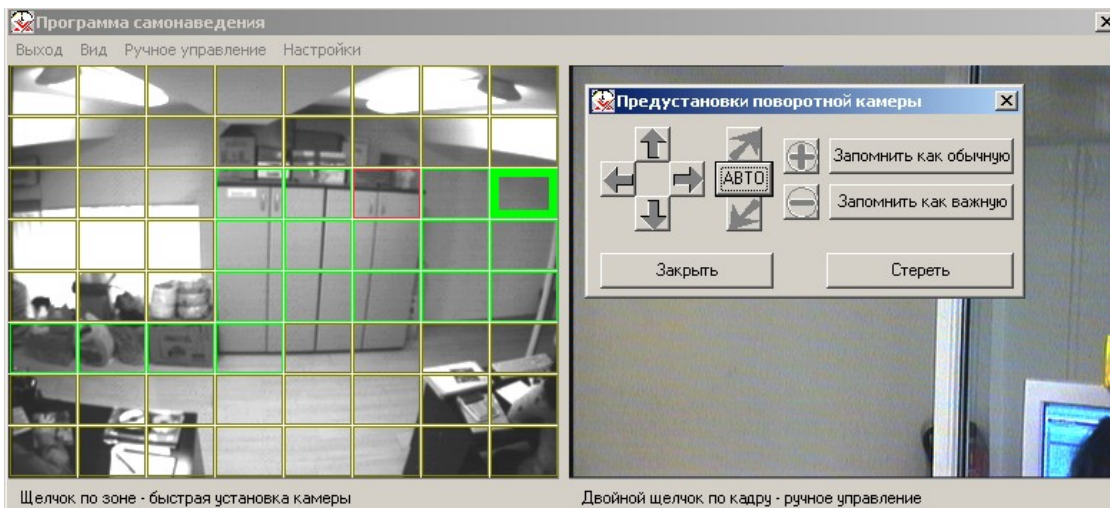 Программа самонаведения
Выход Вид Ручное управление Настройки
Предустановки поворотной камеры
АВТО
Запомнить как обычную
Запомнить как важную
Закрыть
Стереть
Щелчок по зоне - быстрая установка камеры
Двойной щелчок по кадру - ручное управление